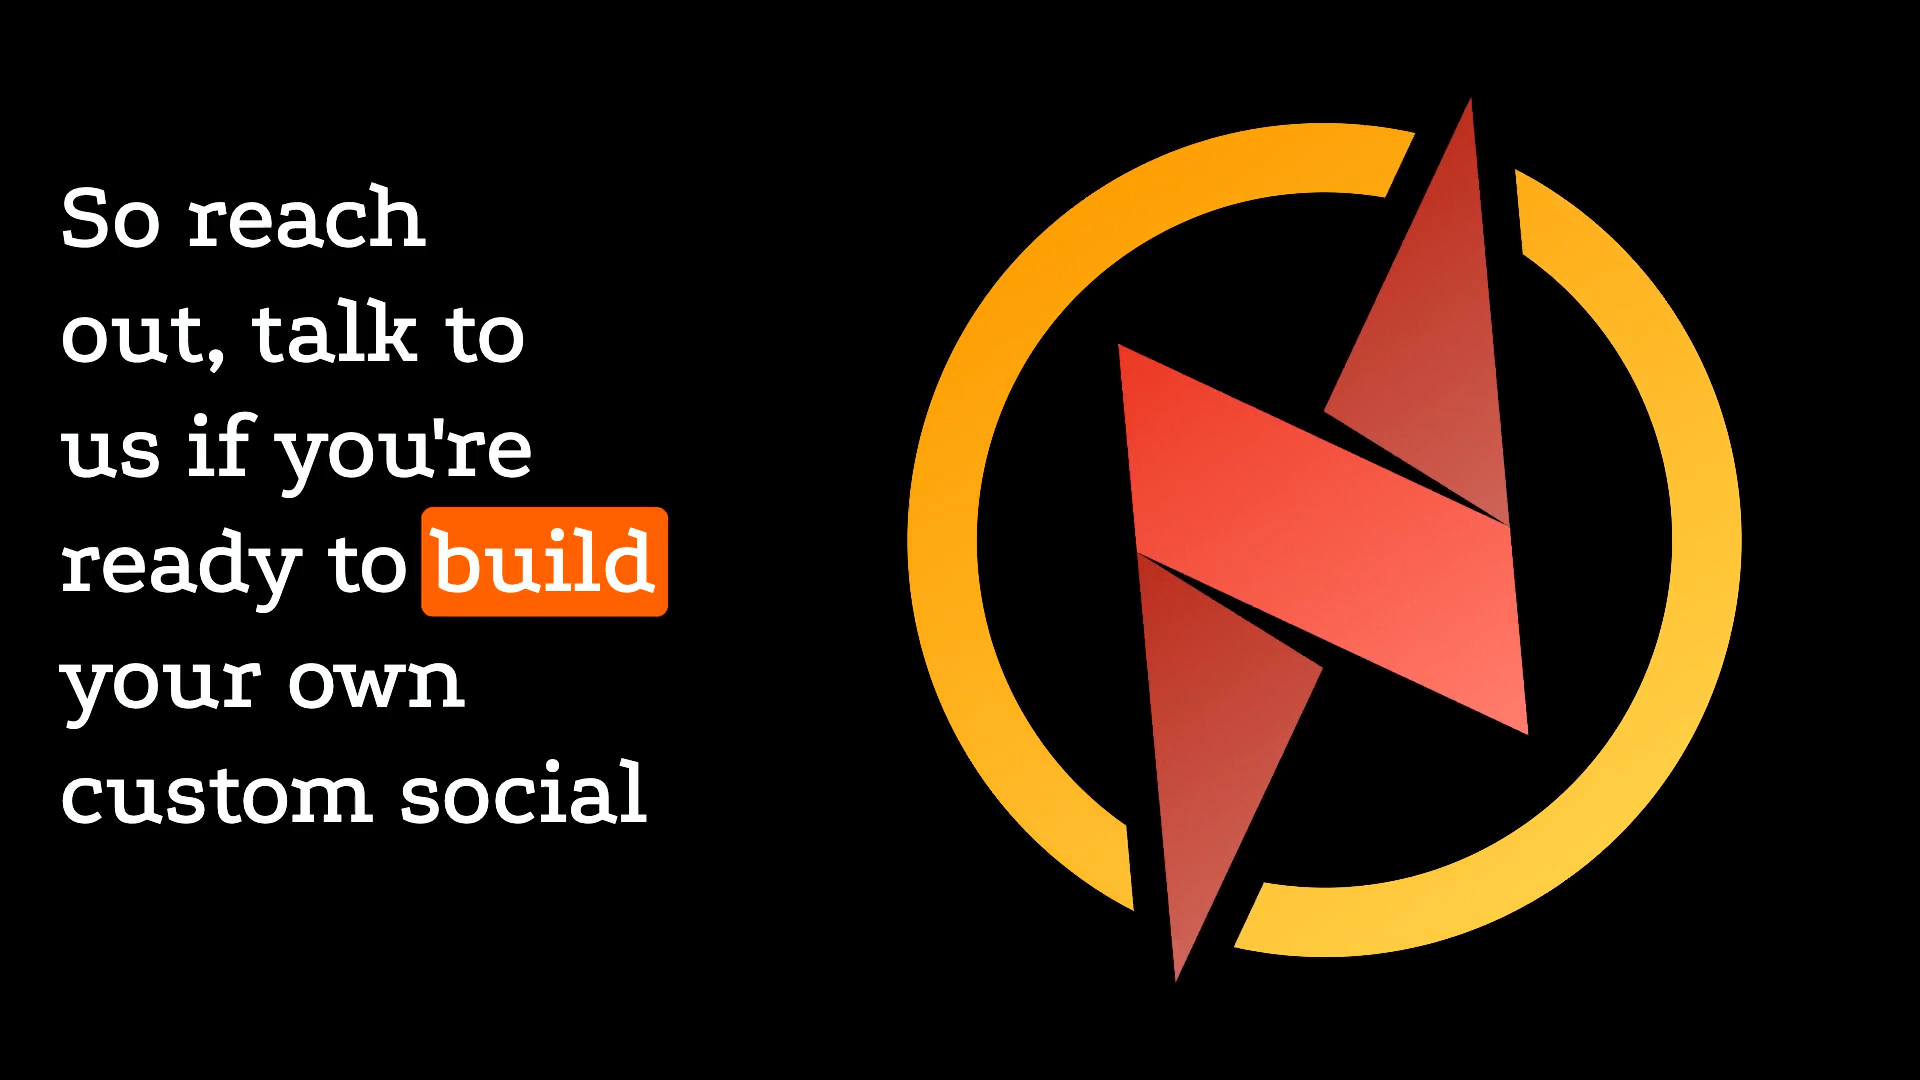 So reach
out, talk to
us if you're
ready to build
your own
custom social